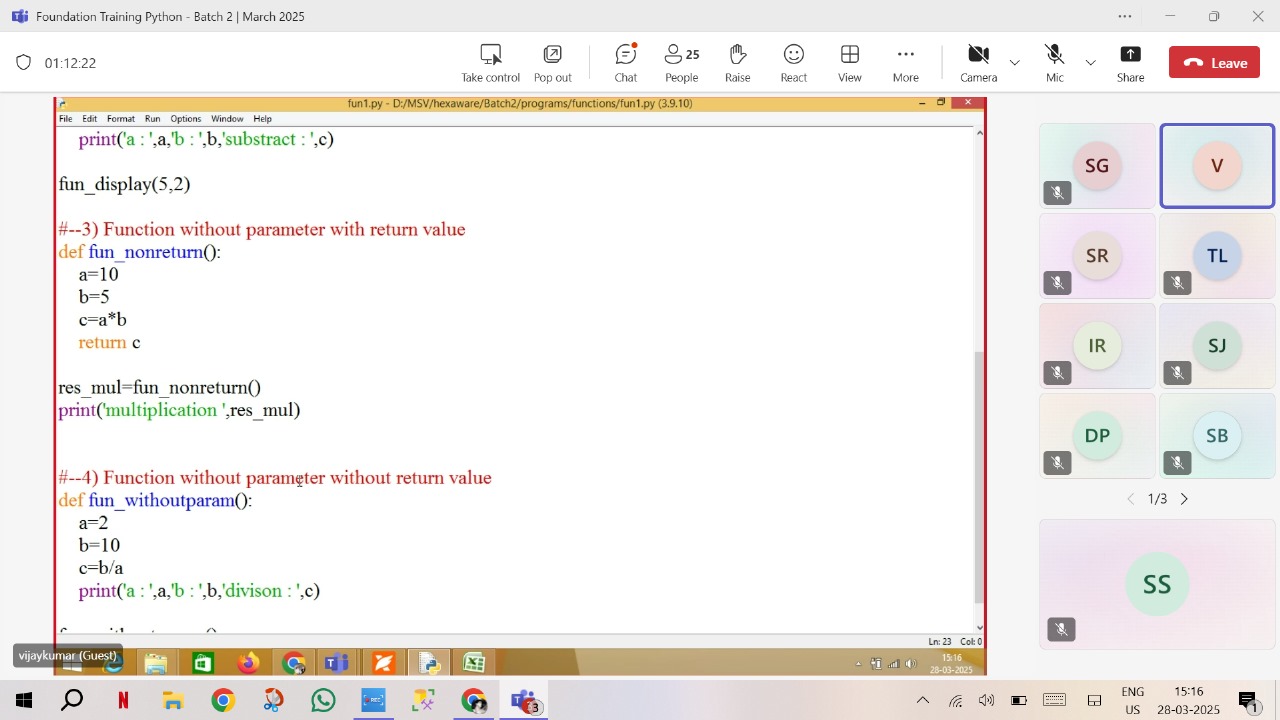 Foundation Training Python - Batch 2 | March 2025
01:12:22
Take control
Pop out
Chat
25
People
Raise
React
View
More
Camera
Mic
Share
Leave
fun1.py - D:/MSV/hexaware/Batch2/programs/functions/fun1.py (3.9.10)
File Edit Format Run Options Window Help
print('a : ',a,'b : ',b,'substract : ',c)
fun_display(5,2)
#--3) Function without parameter with return value
def fun_nonreturn():
a=10
b=5
c=a*b
return c
res_mul=fun_nonreturn()
print('multiplication ',res_mul)
#--4) Function without parameter without return value
def fun_withoutparam():
a=2
b=10
c=b/a
print('a : ',a,'b : ',b,'divison : ',c)
Ln: 23 Col: 0
vijaykumar (Guest)
15:16
28-03-2025
SG
V
SR
TL
IR
SJ
DP
SB
1/3
SS
ENG
US
15:16
28-03-2025